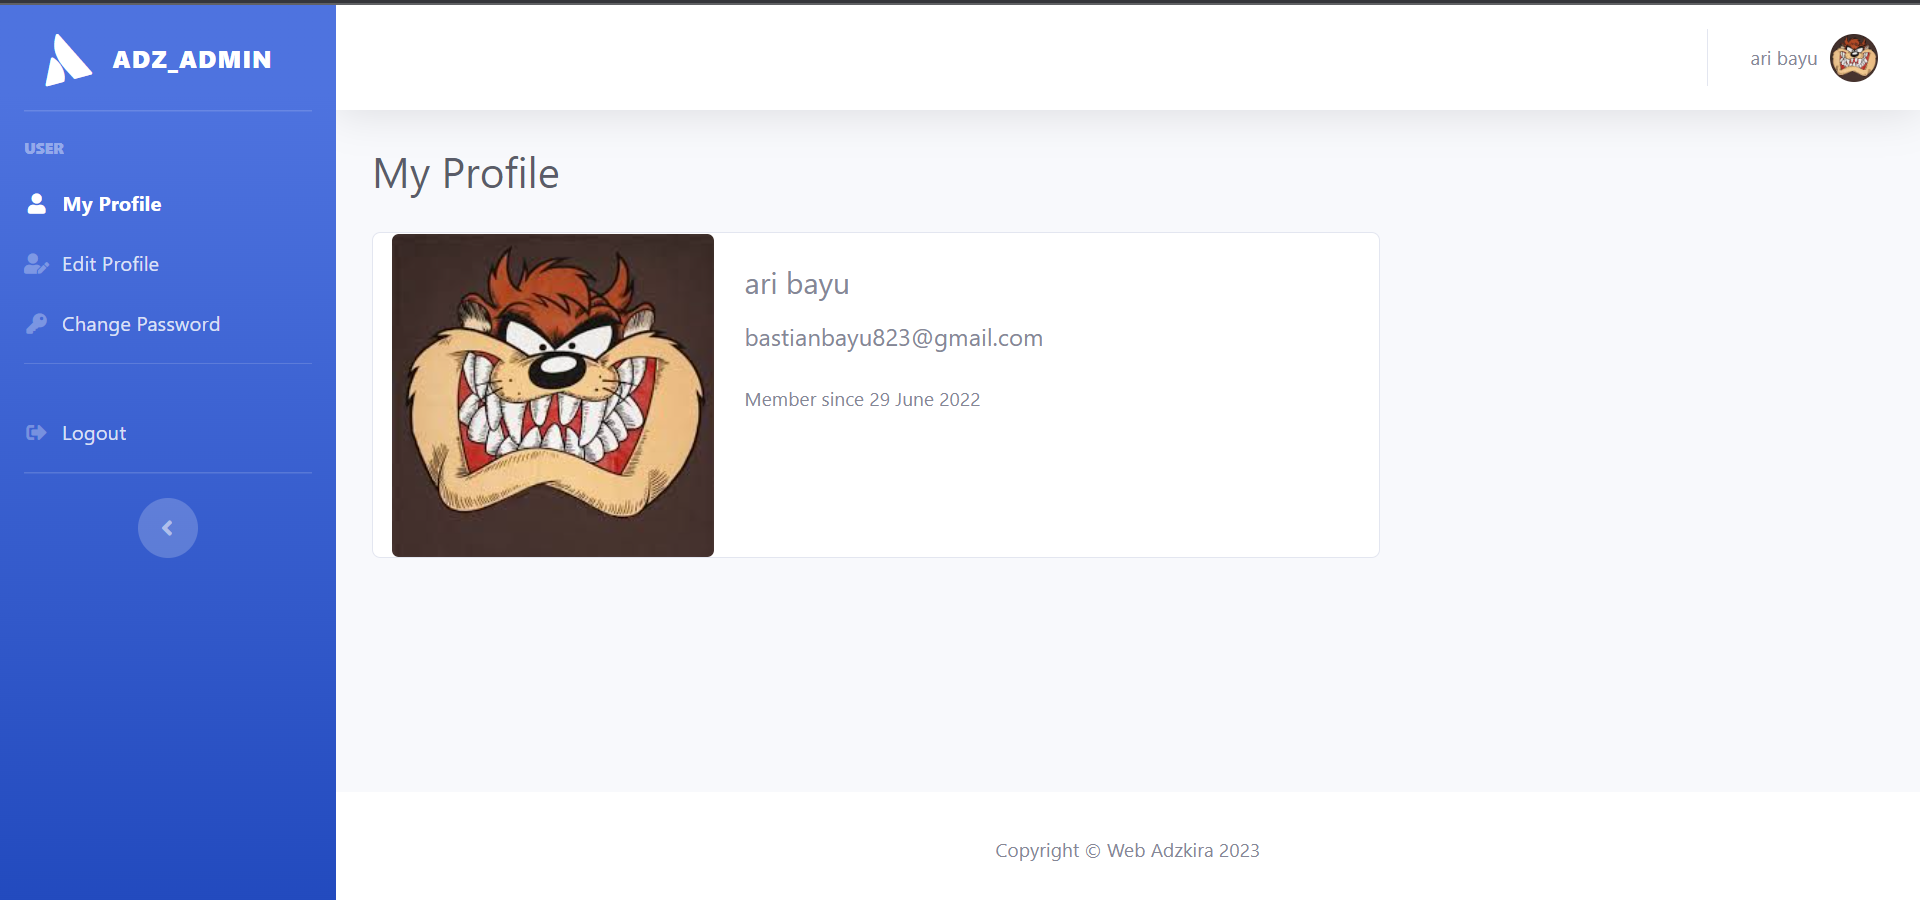 ADZ_ADMIN
ari bayu
USER
My Profile
Edit Profile
Change Password
Logout
My Profile
ari bayu
bastianbayu823@gmail.com
Member since 29 June 2022
Copyright © Web Adzkira 2023